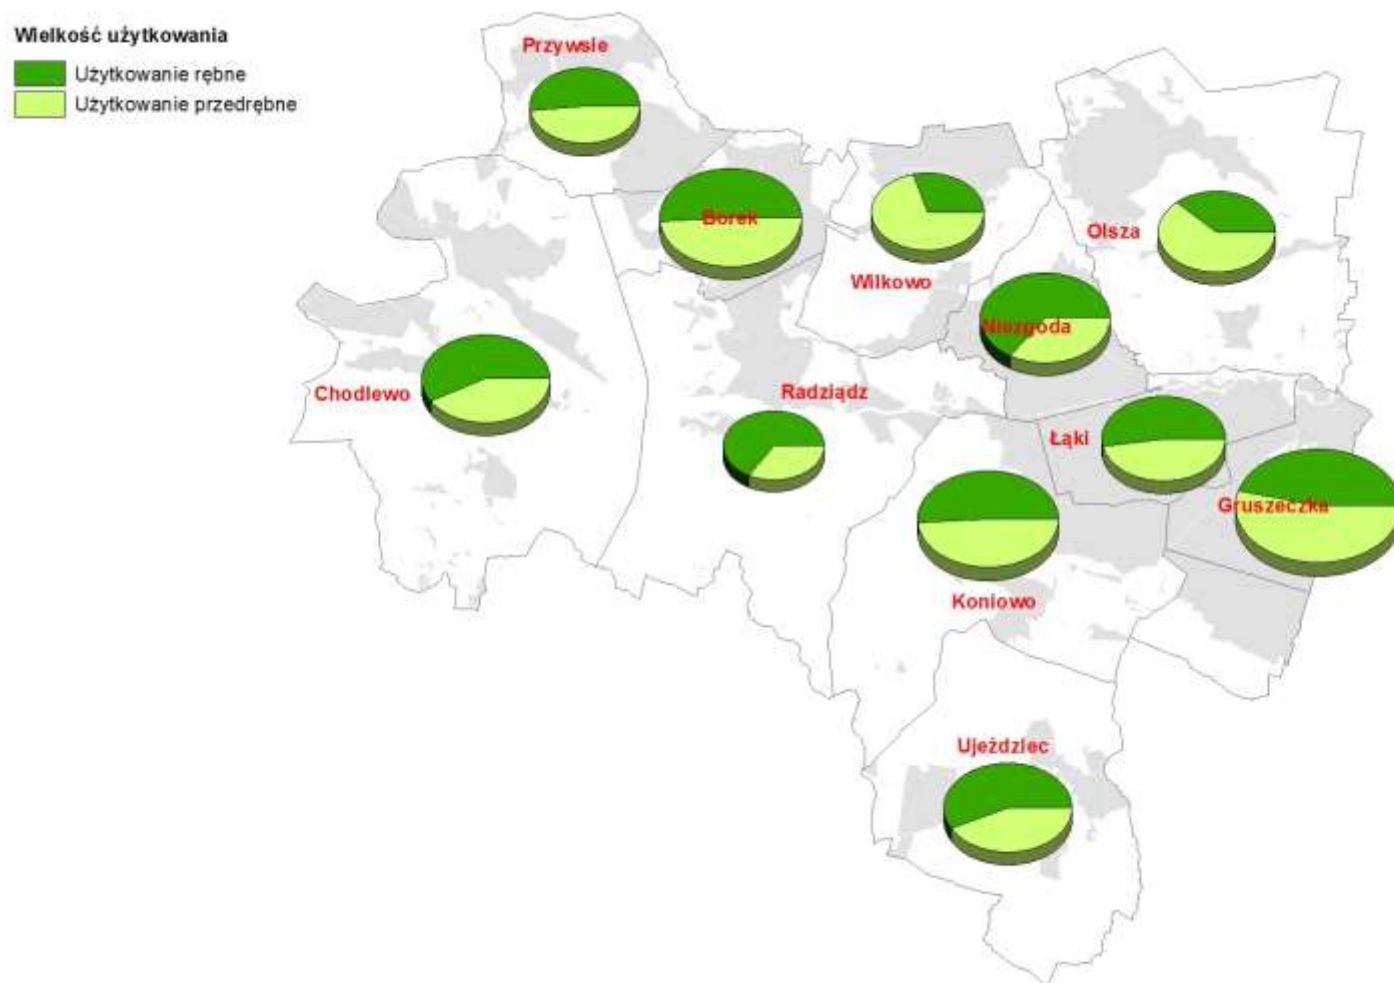 Wielkość użytkowania
Użytkowanie rębne
Użytkowanie przedrębne
Przywsie
Borek
Wilkowo
Olsza
Niezgoda
Chodlewo
Radziądz
Łąki
Gruszeczka
Koniowo
Ujeździec